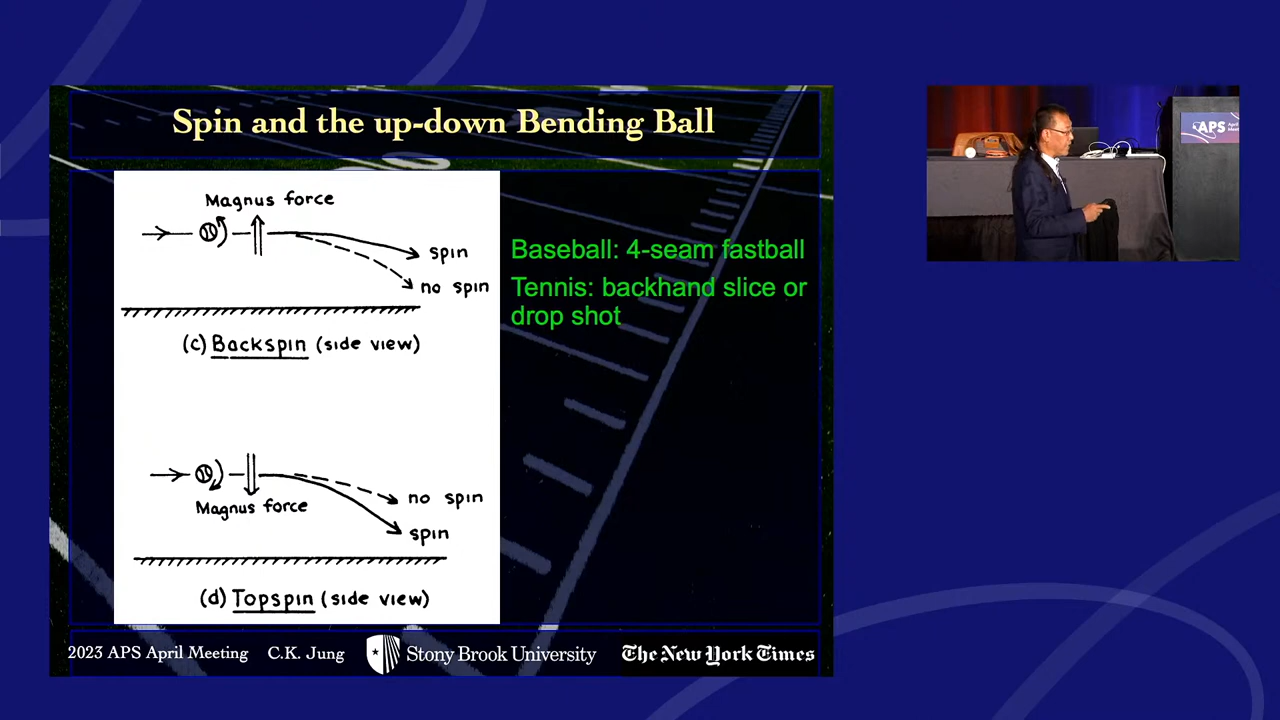 Spin and the up-down Bending Ball
Magnus force
spin
no spin
(c) Backspin (side view)
Baseball: 4-seam fastball
Tennis: backhand slice or
drop shot
no spin
Magnus force
spin
(d) Topspin (side view)
2023 APS April Meeting C.K. Jung Stony Brook University The New York Times
APS April